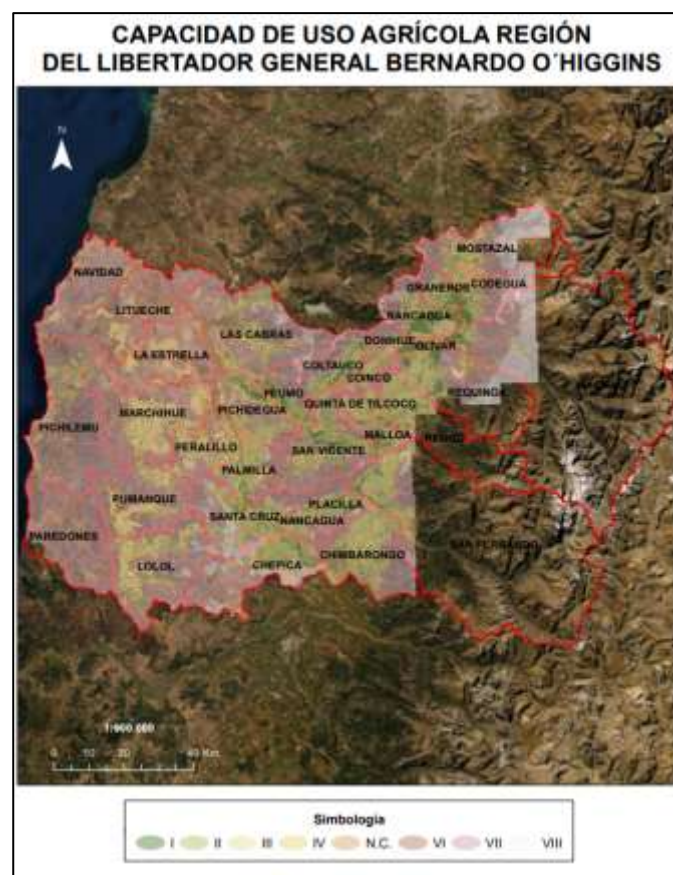 CAPACIDAD DE USO AGRÍCOLA REGIÓN
DEL LIBERTADOR GENERAL BERNARDO O´HIGGINS
N
MOSTAZAL
NAVIDAD
GRANEROS
CODEGUA
LITUECHE
RANCAGUA
LAS CABRAS
DONIHUE
OLIVAR
LA ESTRELLA
COLTAUCO
COINCO
PEUMO
REQUINOA
MARCHIHUE
PICHIDEGUA
QUINTA DE TILCOCO
PICHILEMU
MALLOA
RENGO
PERALILLO
SAN VICENTE
PALMILLA
PUMANQUE
PLACILLA
SANTA CRUZ
NANCAGUA
PAREDONES
SAN FERNANDO
CHIMBARONGO
LOLOL
CHEPICA
1:900.000
0 10 20 40 Km
Simbología
I II III IV N.C. VI VII VIII